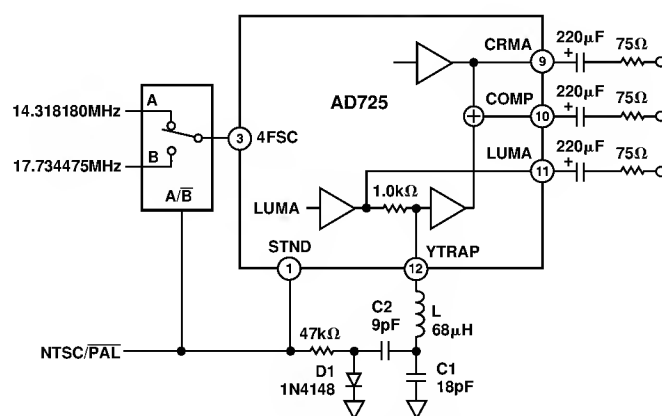 CRMA
220µF
75Ω
+
9
AD725
A
14.318180MHz
COMP
220µF
75Ω
+
10
3
4FSC
17.734475MHz
B
LUMA
220µF
75Ω
+
11
A/B̅
1.0kΩ
LUMA
STND
YTRAP
1
12
C2
9pF
L
68µH
NTSC/P̅A̅L̅
47kΩ
D1
1N4148
C1
18pF